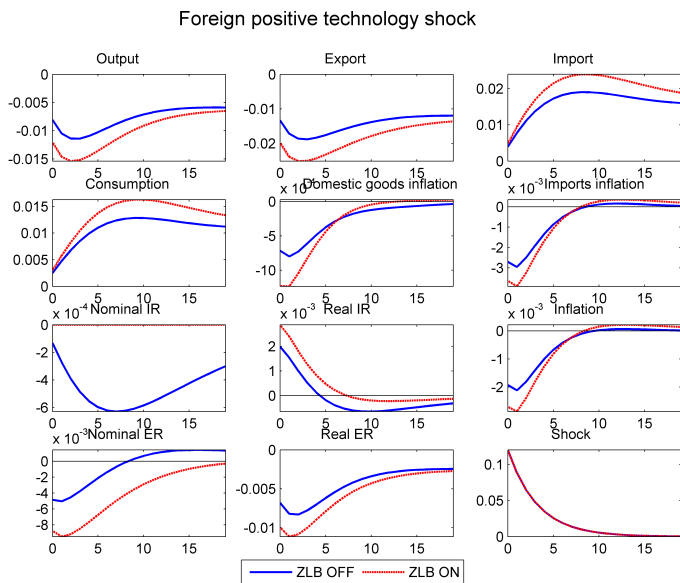 Foreign positive technology shock
Output
Export
Import
0
-0.005
-0.01
-0.015
0 5 10 15
0
-0.01
-0.02
0 5 10 15
0.02
0.01
0
0 5 10 15
Consumption
x 10
Domestic goods inflation
x 10-3
Imports inflation
0.015
0.01
0.005
0
0 5 10 15
0
-5
-10
0 5 10 15
0
-1
-2
-3
0 5 10 15
x 10-4
Nominal IR
x 10-3
Real IR
x 10-3
Inflation
0
-2
-4
-6
0 5 10 15
2
1
0
0 5 10 15
0
-1
-2
0 5 10 15
x 10-3
Nominal ER
Real ER
Shock
0
-2
-4
-6
-8
0 5 10 15
0
-0.005
-0.01
0 5 10 15
0.1
0.05
0
0 5 10 15
ZLB OFF
ZLB ON